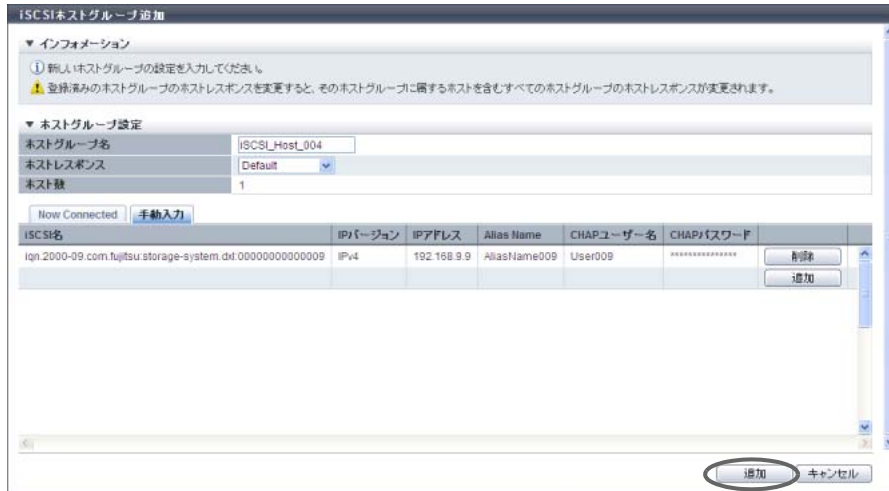 iSCSIホストグループ追加
▼ インフォメーション
新しいホストグループの設定を入力してください。
登録済みのホストグループのホストレスポンスを変更すると、そのホストグループに属するホストを含むすべてのホストグループのホストレスポンスが変更されます。
▼ ホストグループ設定
ホストグループ名 iSCSI_Host_004
ホストレスポンス Default
ホスト数 1
Now Connected 手動入力
iSCSI名 IPバージョン IPアドレス Alias Name CHAPユーザー名 CHAPパスワード
iqn.2000-09.com.fujitsu:storage-system.dxl:00000000000009 IPv4 192.168.9.9 AliasName009 User009 *************** 削除
追加
追加 キャンセル